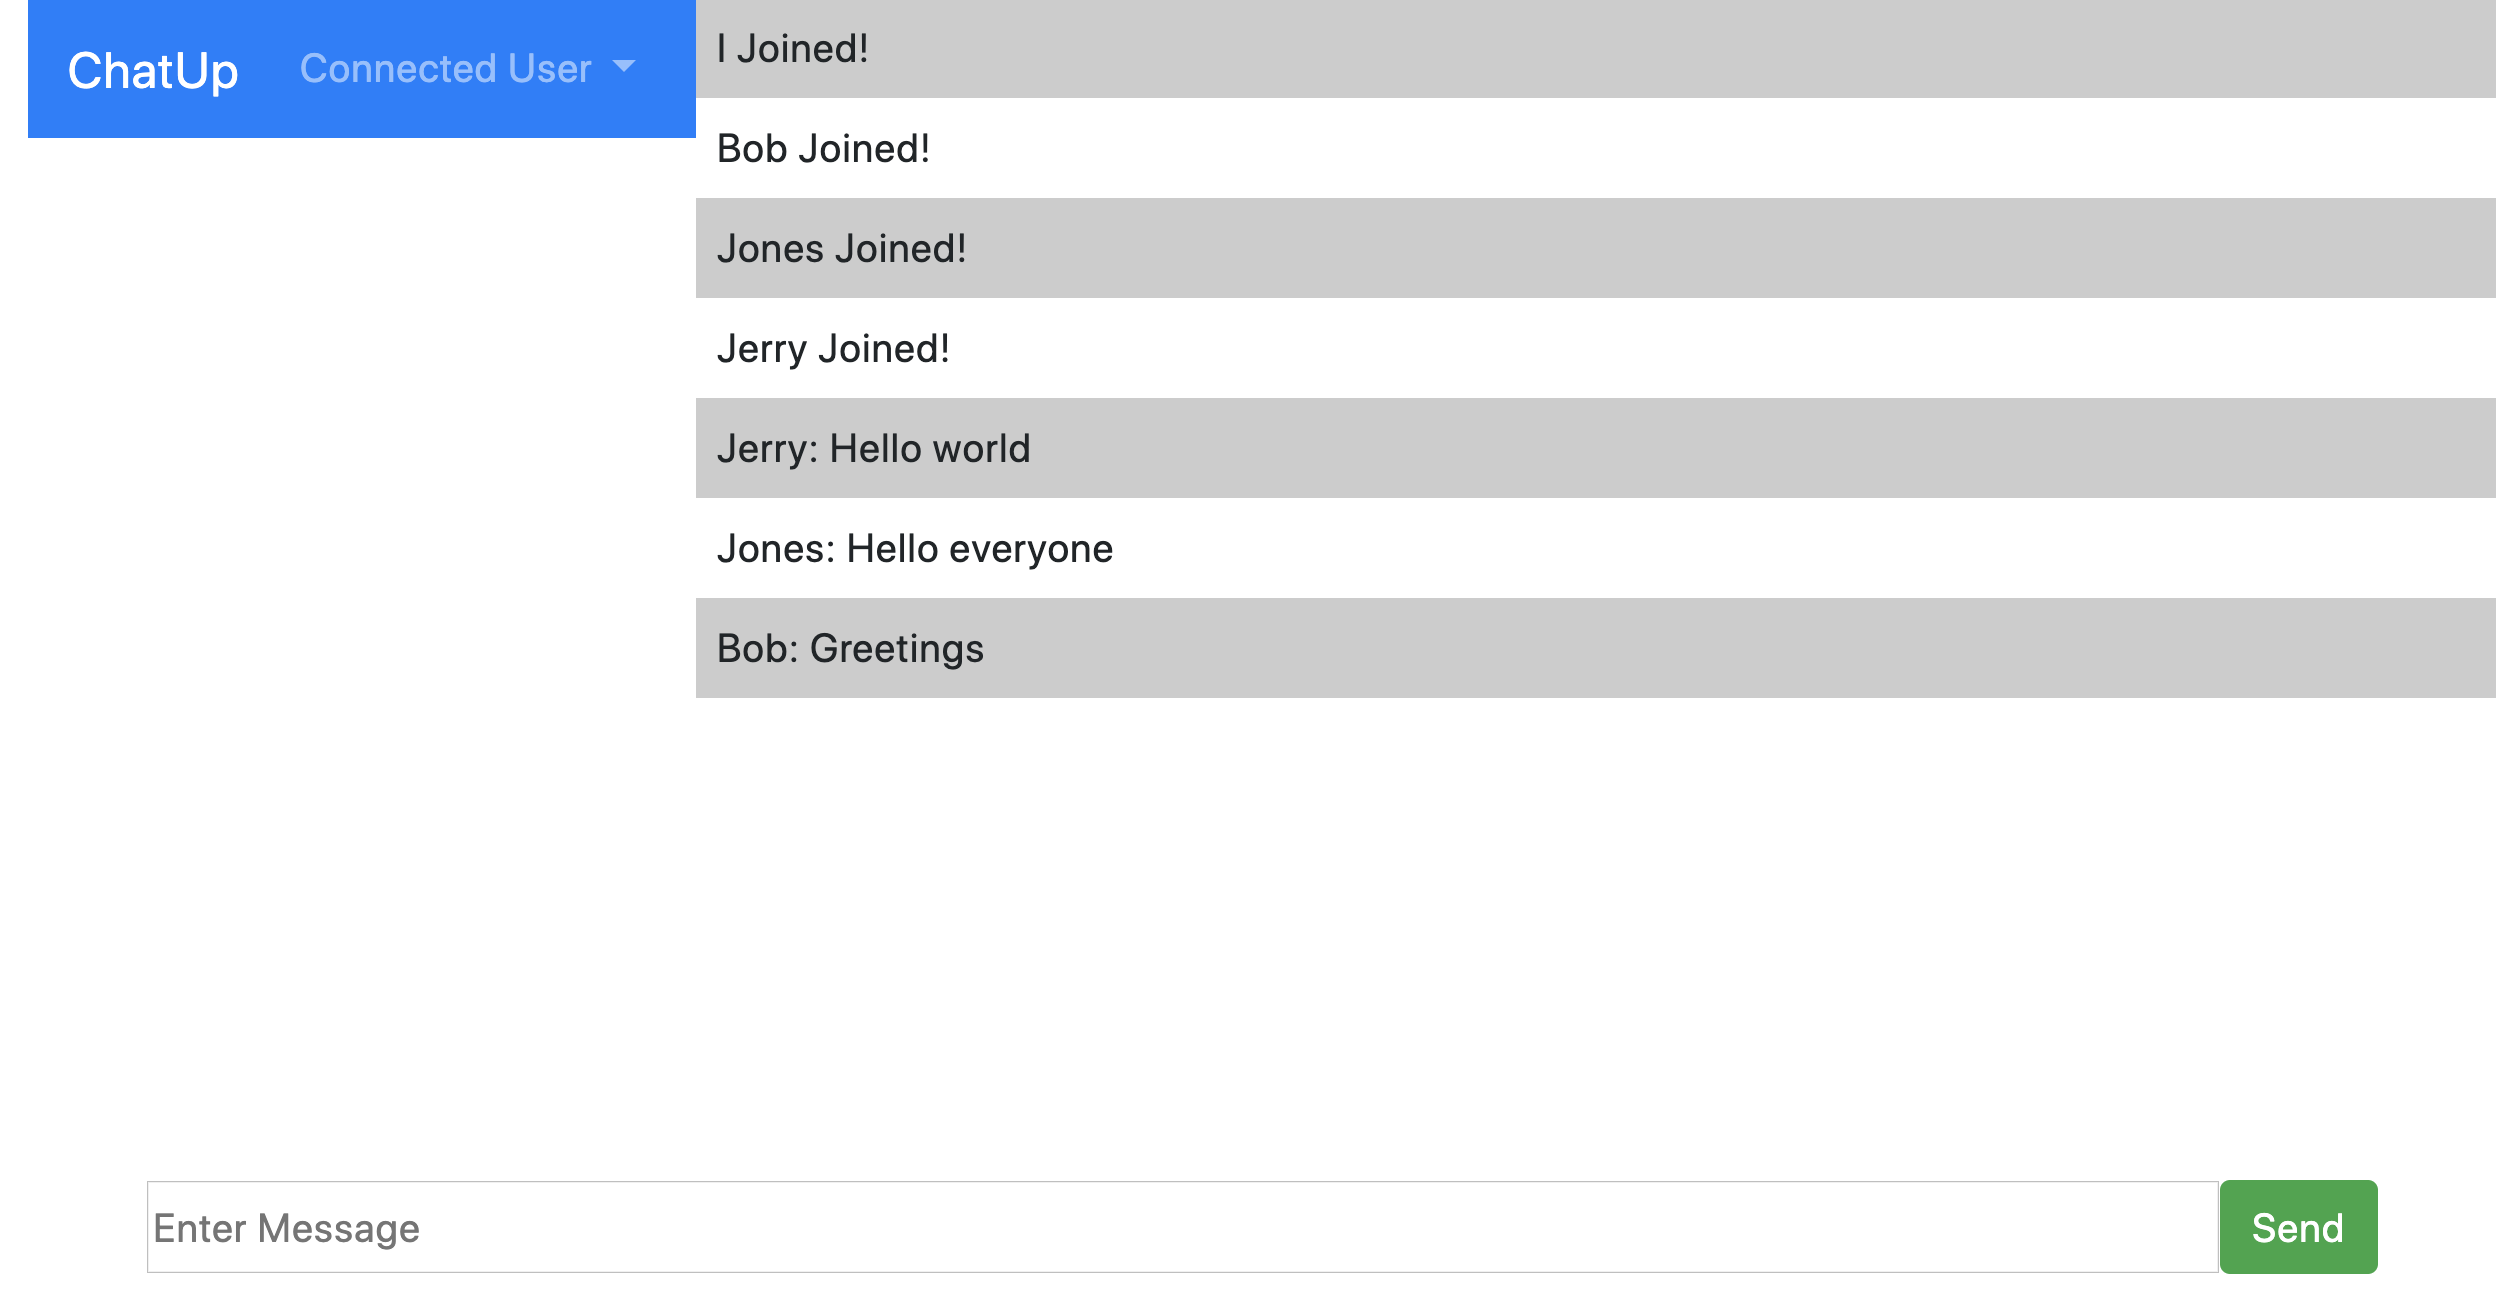 ChatUp Connected User
I Joined!
Bob Joined!
Jones Joined!
Jerry Joined!
Jerry: Hello world
Jones: Hello everyone
Bob: Greetings
Enter Message Send